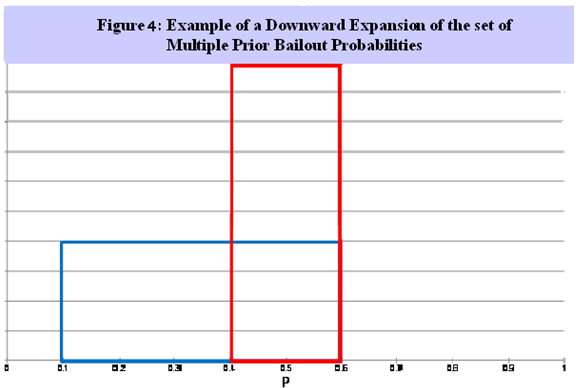 Figure 4: Example of a Downward Expansion of the set of
Multiple Prior Bailout Probabilities
0 0.1 0.2 0.3 0.4 0.5 0.6 0.7 0.8 0.9 1
p